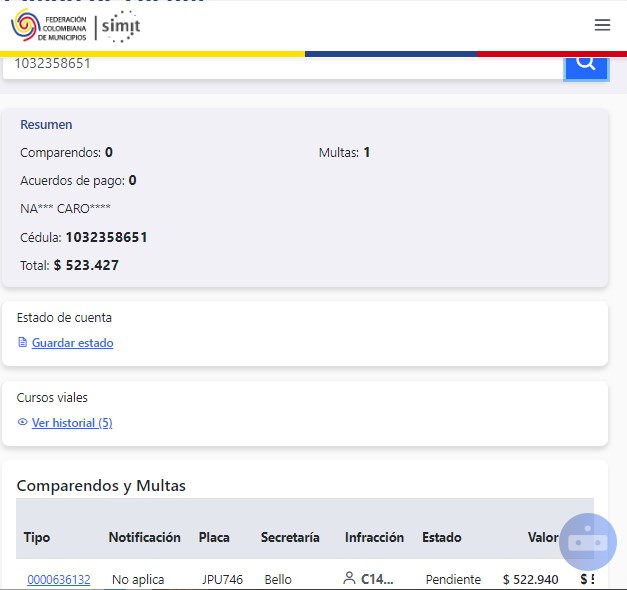 FEDERACIÓN
COLOMBIANA
DE MUNICIPIOS
simit
1032358651
Resumen
Comparendos: 0
Multas: 1
Acuerdos de pago: 0
NA*** CARO****
Cédula: 1032358651
Total: $ 523.427
Estado de cuenta
Guardar estado
Cursos viales
Ver historial (5)
Comparendos y Multas
Tipo Notificación Placa Secretaría Infracción Estado Valor
0000636132 No aplica JPU746 Bello C14... Pendiente $ 522.940 $